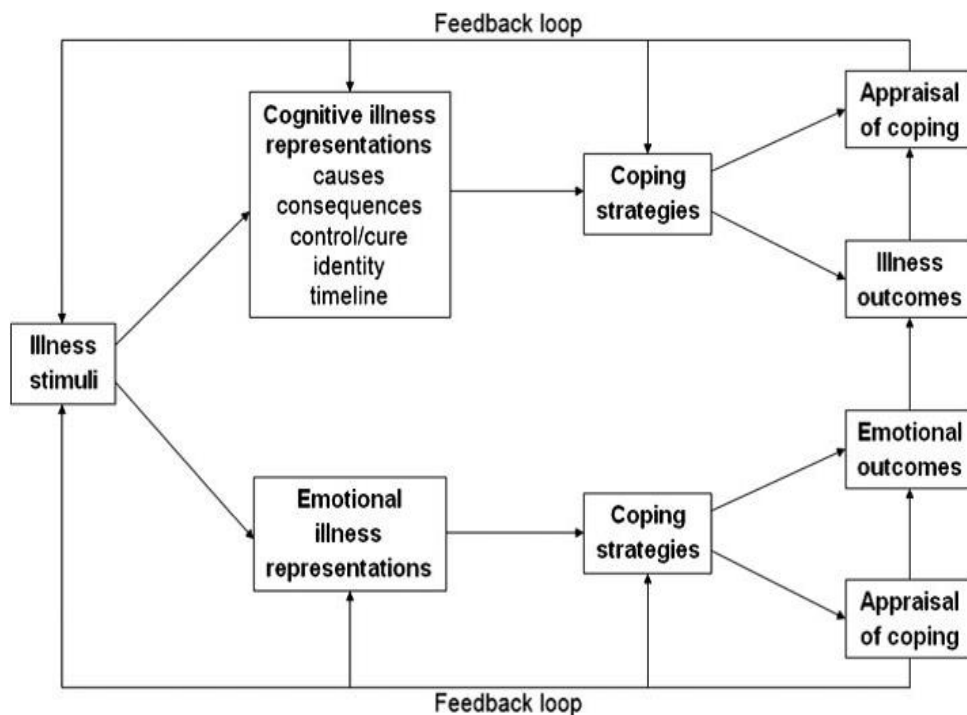 Feedback loop
Cognitive illness
representations
causes
consequences
control/cure
identity
timeline
Coping
strategies
Appraisal
of coping
Illness
outcomes
Illness
stimuli
Emotional
illness
representations
Coping
strategies
Emotional
outcomes
Appraisal
of coping
Feedback loop